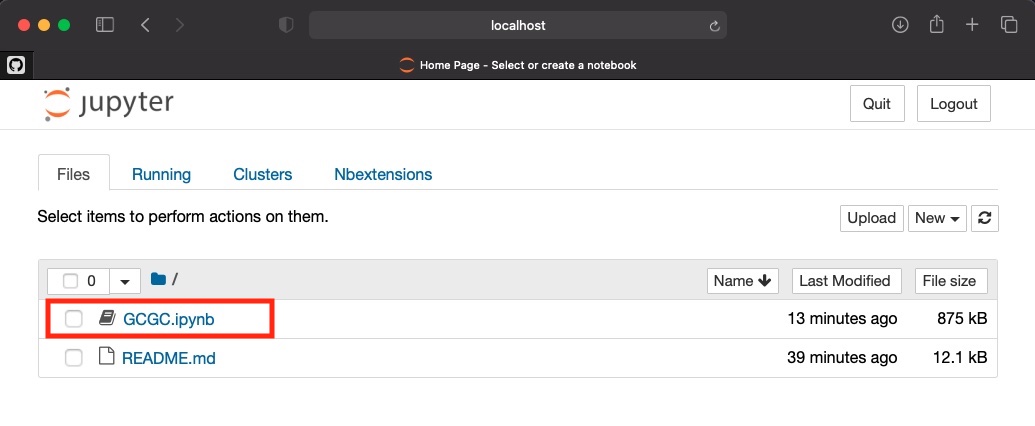 localhost
Home Page - Select or create a notebook
jupyter
Quit
Logout
Files
Running
Clusters
Nbextensions
Select items to perform actions on them.
Upload
New
0
/
Name
Last Modified
File size
GCGC.ipynb
13 minutes ago
875 kB
README.md
39 minutes ago
12.1 kB